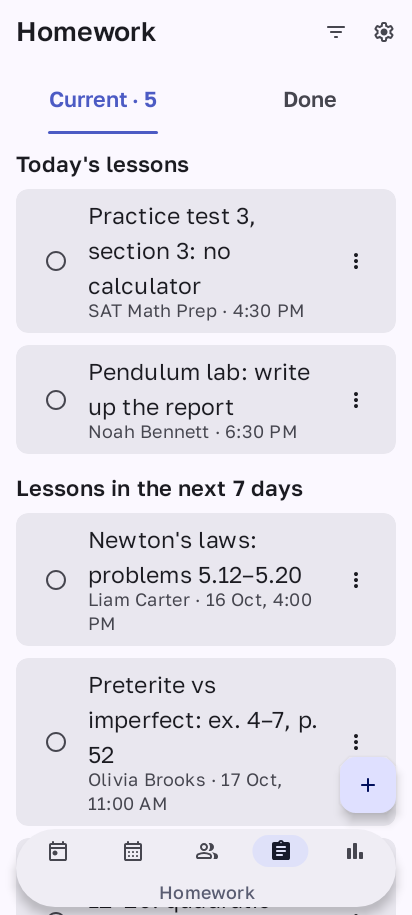 Homework
Current · 5
Done
Today's lessons
Practice test 3,
section 3: no
calculator
SAT Math Prep · 4:30 PM
Pendulum lab: write
up the report
Noah Bennett · 6:30 PM
Lessons in the next 7 days
Newton's laws:
problems 5.12–5.20
Liam Carter · 16 Oct, 4:00
PM
Preterite vs
imperfect: ex. 4–7, p.
52
Olivia Brooks · 17 Oct,
11:00 AM
Homework